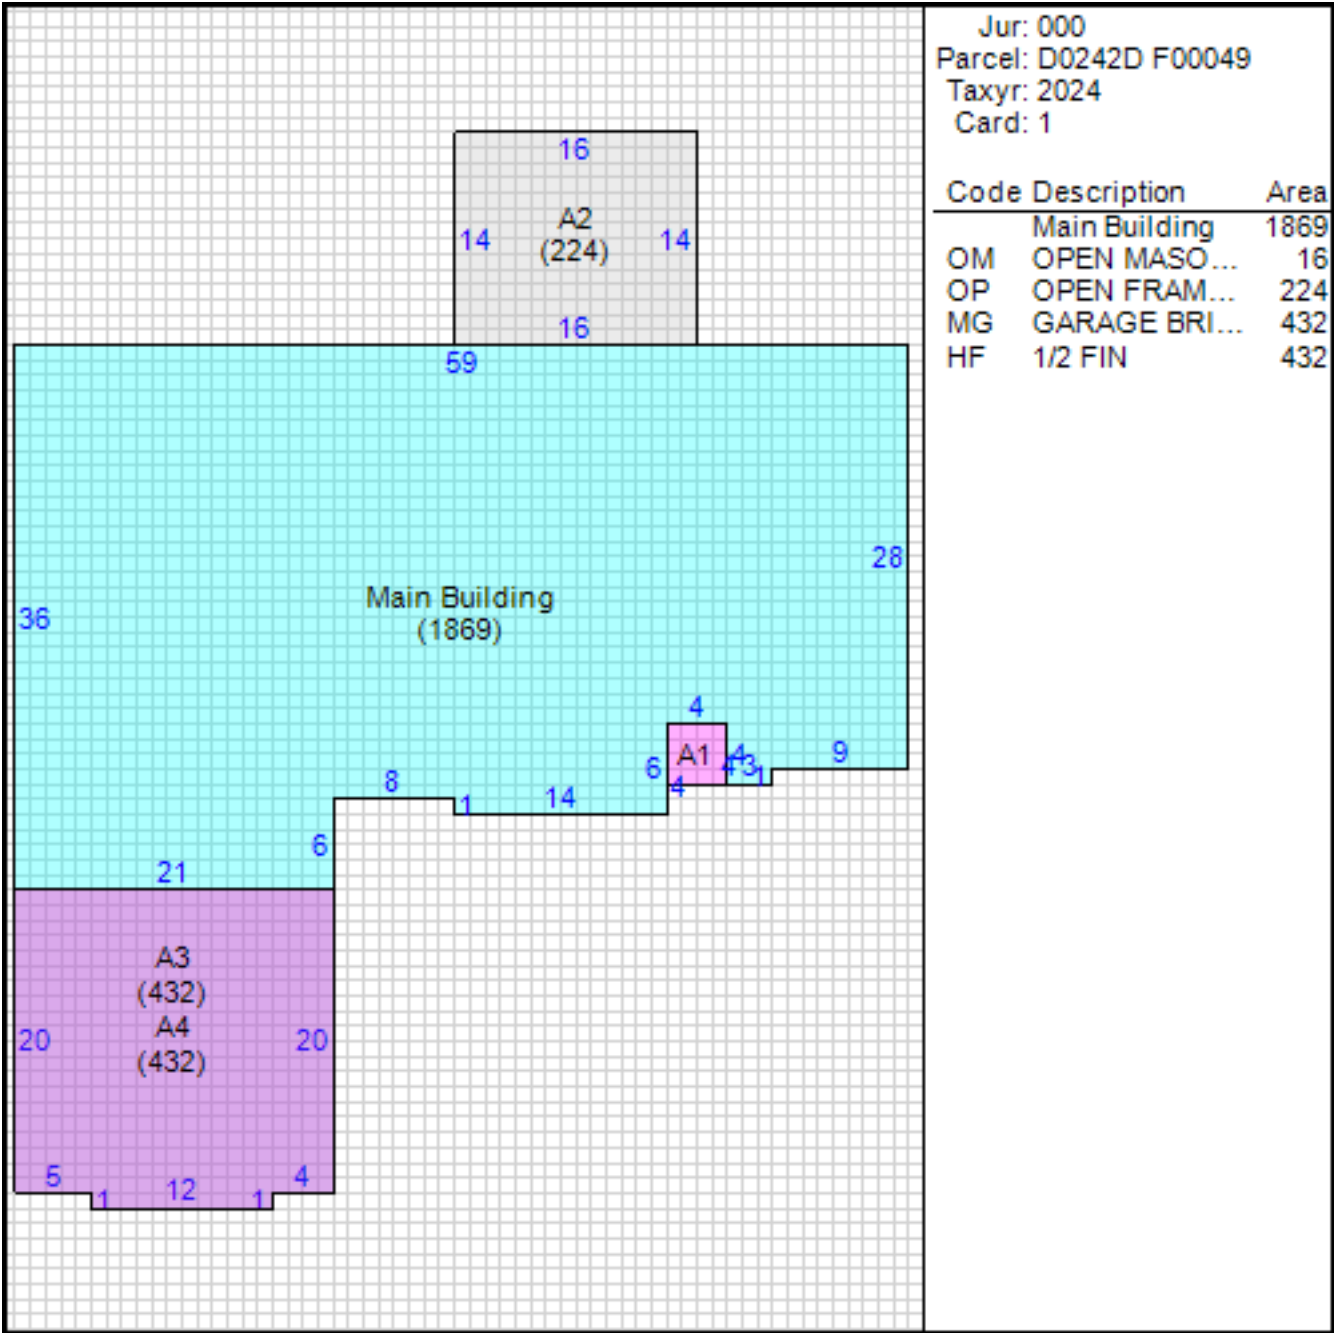 Jur: 000
Parcel: D0242D F00049
Taxyr: 2024
Card: 1
Code Description Area
Main Building 1869
OM OPEN MASO... 16
OP OPEN FRAM... 224
MG GARAGE BRI... 432
HF 1/2 FIN 432
16
A2
(224)
14 14
16
59
28
Main Building
(1869)
36
4
A1
6 4 4 3 1 9
4
8
1 14
6
21
A3
(432)
A4
(432)
20 20
5 1 12 1 4